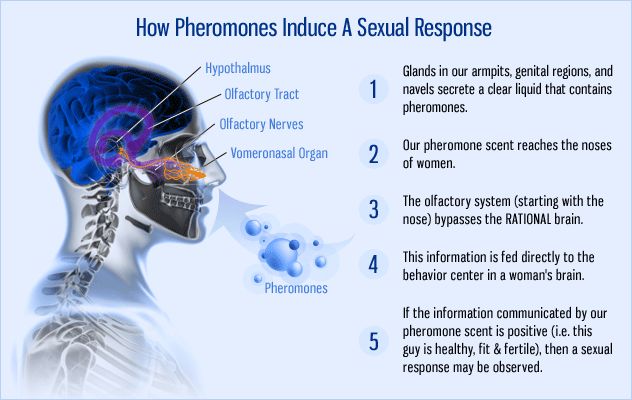 How Pheromones Induce A Sexual Response
Hypothalmus
Olfactory Tract
Olfactory Nerves
Vomeronasal Organ
Pheromones
1
Glands in our armpits, genital regions, and
navels secrete a clear liquid that contains
pheromones.
2
Our pheromone scent reaches the noses
of women.
3
The olfactory system (starting with the
nose) bypasses the RATIONAL brain.
4
This information is fed directly to the
behavior center in a woman's brain.
5
If the information communicated by our
pheromone scent is positive (i.e. this
guy is healthy, fit & fertile), then a sexual
response may be observed.